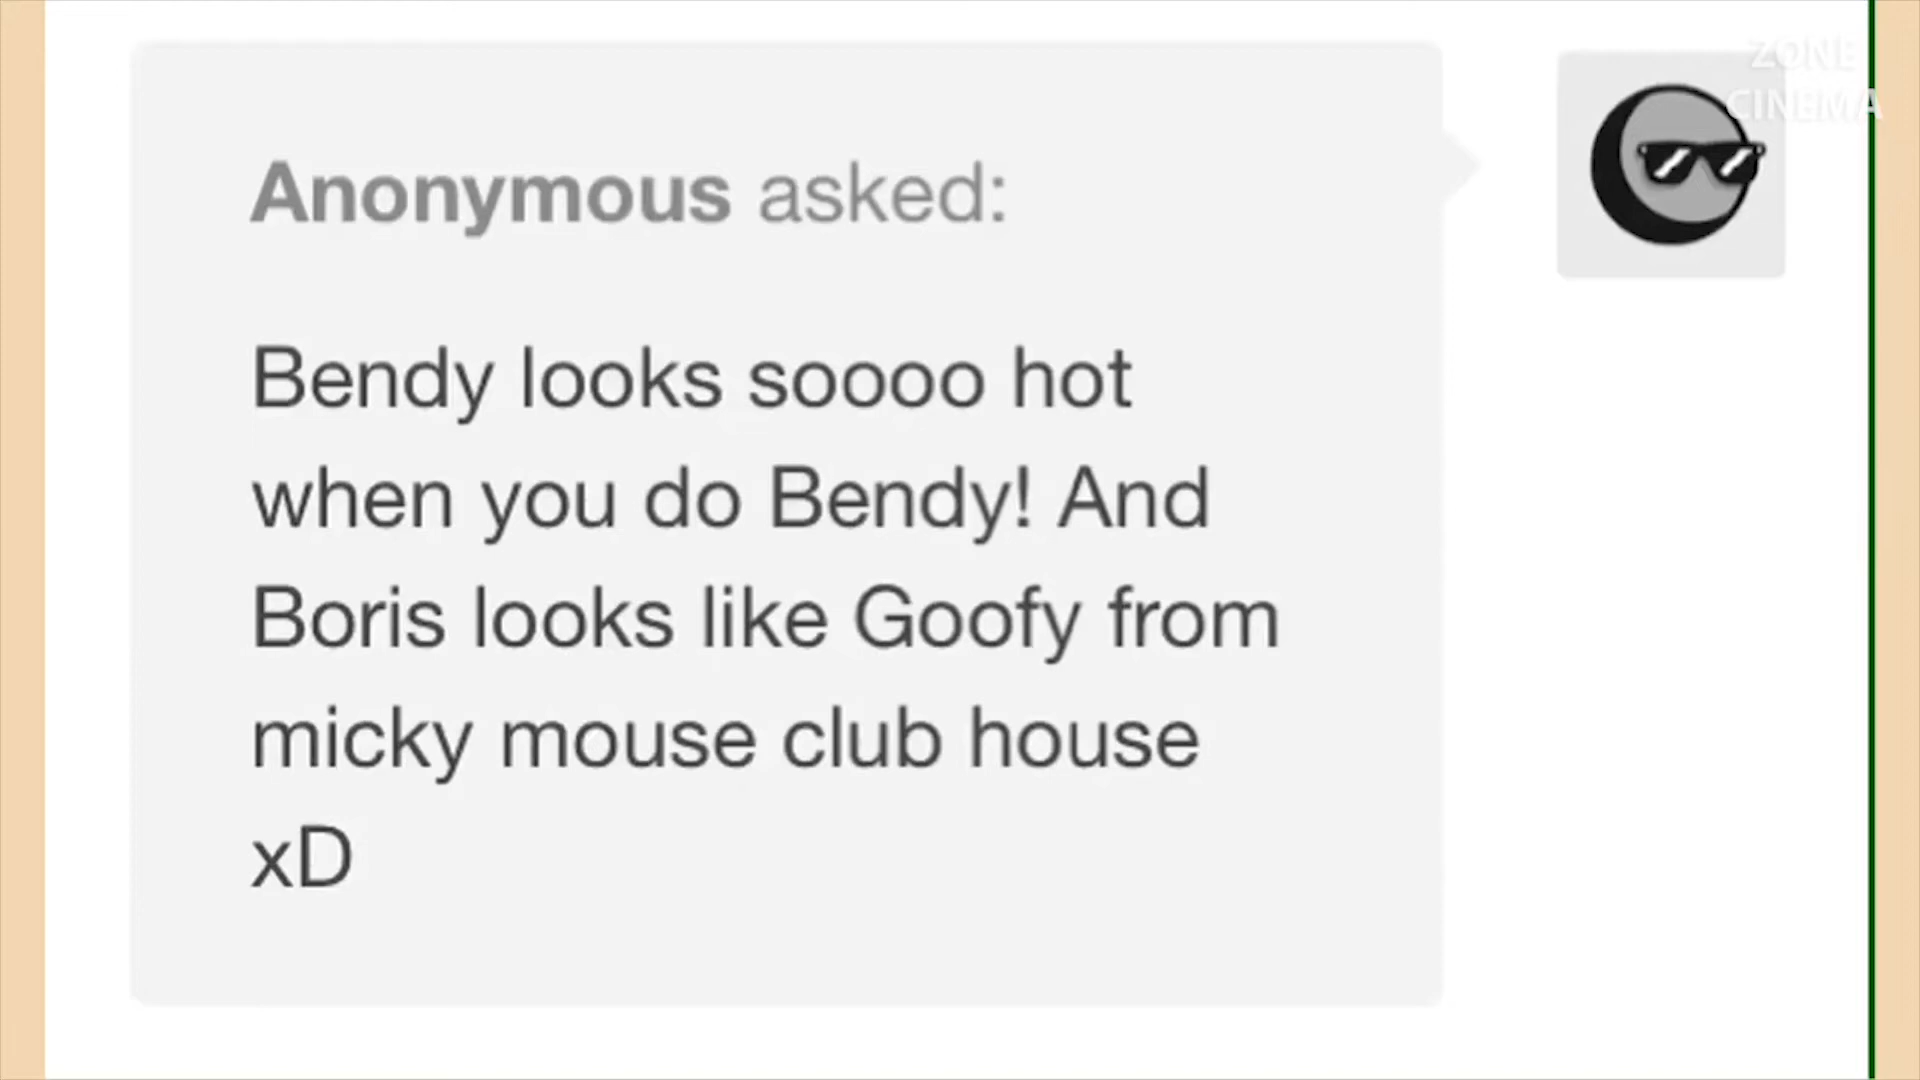 ZONE
CINEMA
Anonymous asked:
Bendy looks soooo hot
when you do Bendy! And
Boris looks like Goofy from
micky mouse club house
xD